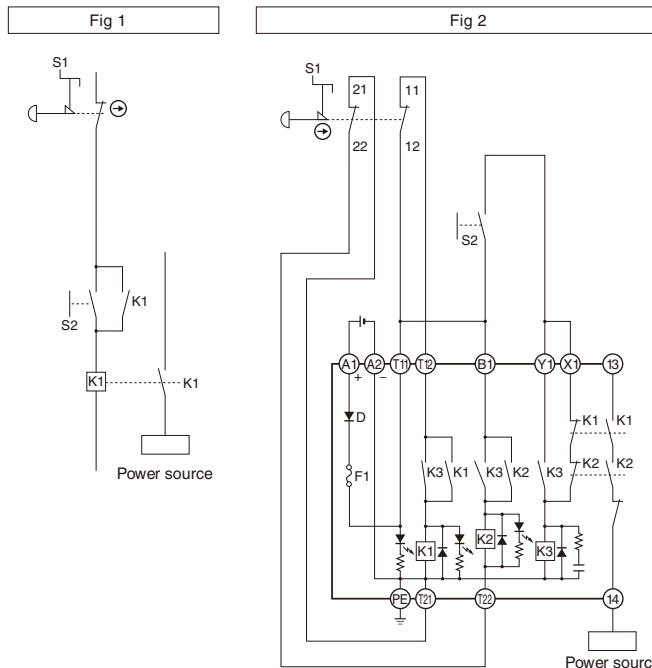 Fig 1
Fig 2
S1
S2
K1
K1
K1
Power source
S1
21
11
22
12
S2
A1
A2
T11
T12
B1
Y1
X1
13
+
−
D
F1
K1
K1
K3
K1
K3
K2
K3
K2
K2
K1
K2
K3
PE
T21
T22
14
Power source